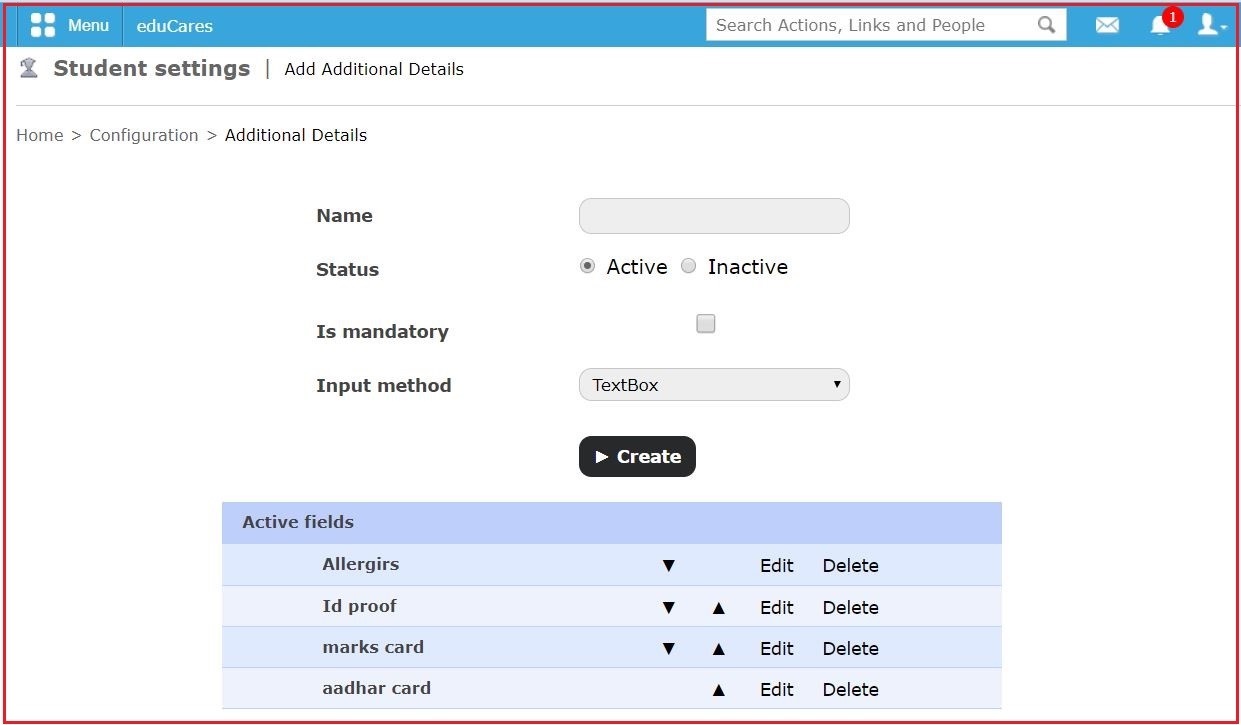 Menu eduCares Search Actions, Links and People 1
Student settings | Add Additional Details
Home > Configuration > Additional Details
Name
Status Active Inactive
Is mandatory
Input method TextBox ▼
► Create
Active fields
Allergirs ▼ Edit Delete
Id proof ▼ ▲ Edit Delete
marks card ▼ ▲ Edit Delete
aadhar card ▲ Edit Delete